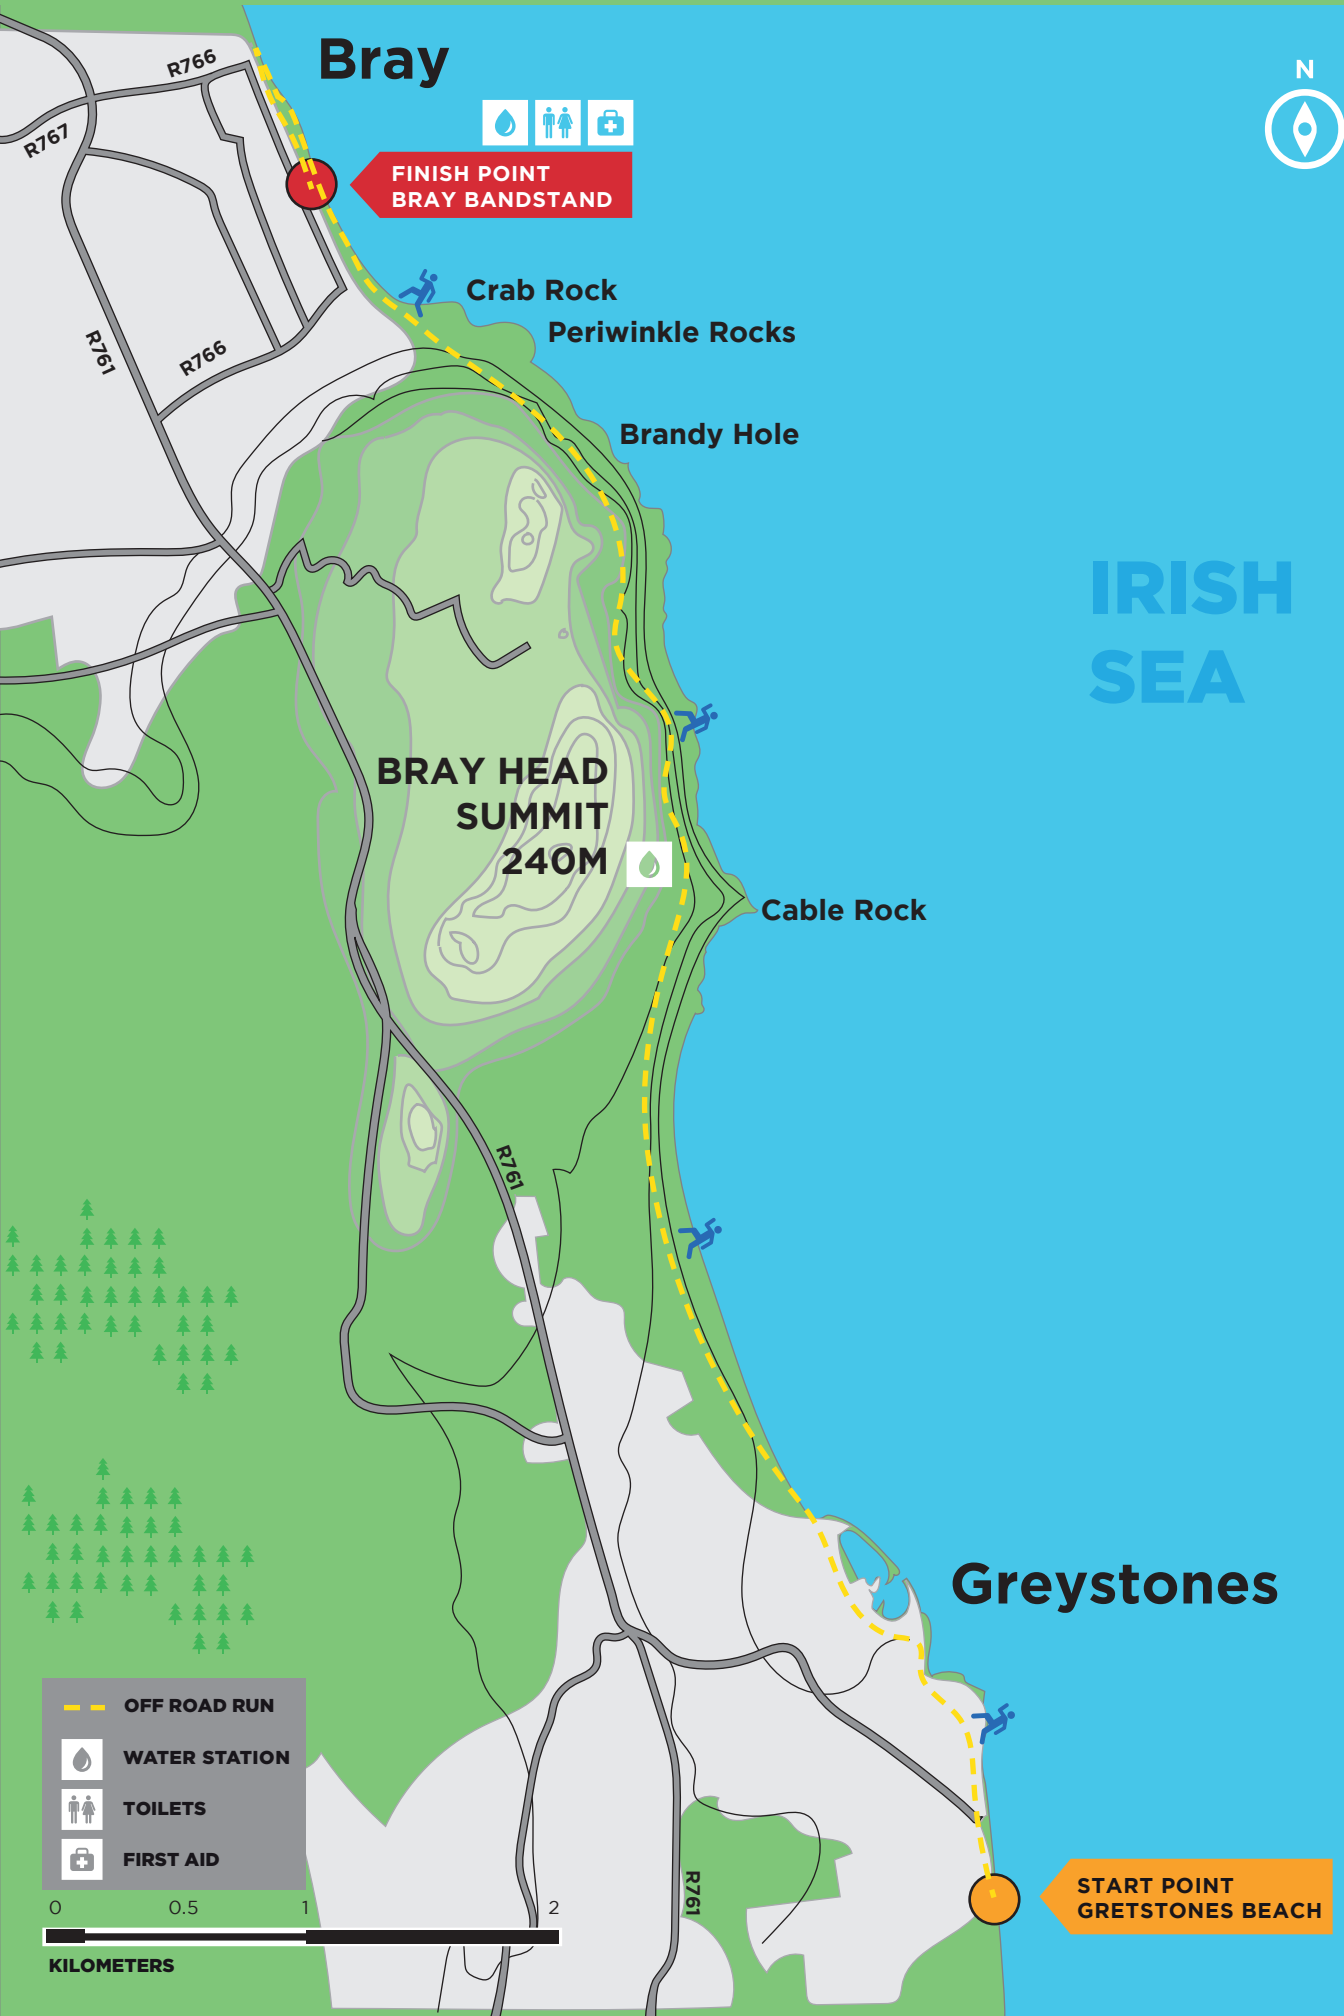 Bray
N
R766
R767
FINISH POINT
BRAY BANDSTAND
Crab Rock
Periwinkle Rocks
R761
R766
Brandy Hole
IRISH
SEA
BRAY HEAD
SUMMIT
240M
Cable Rock
R761
Greystones
OFF ROAD RUN
WATER STATION
TOILETS
FIRST AID
R761
START POINT
GRETSTONES BEACH
0 0.5 1 2
KILOMETERS